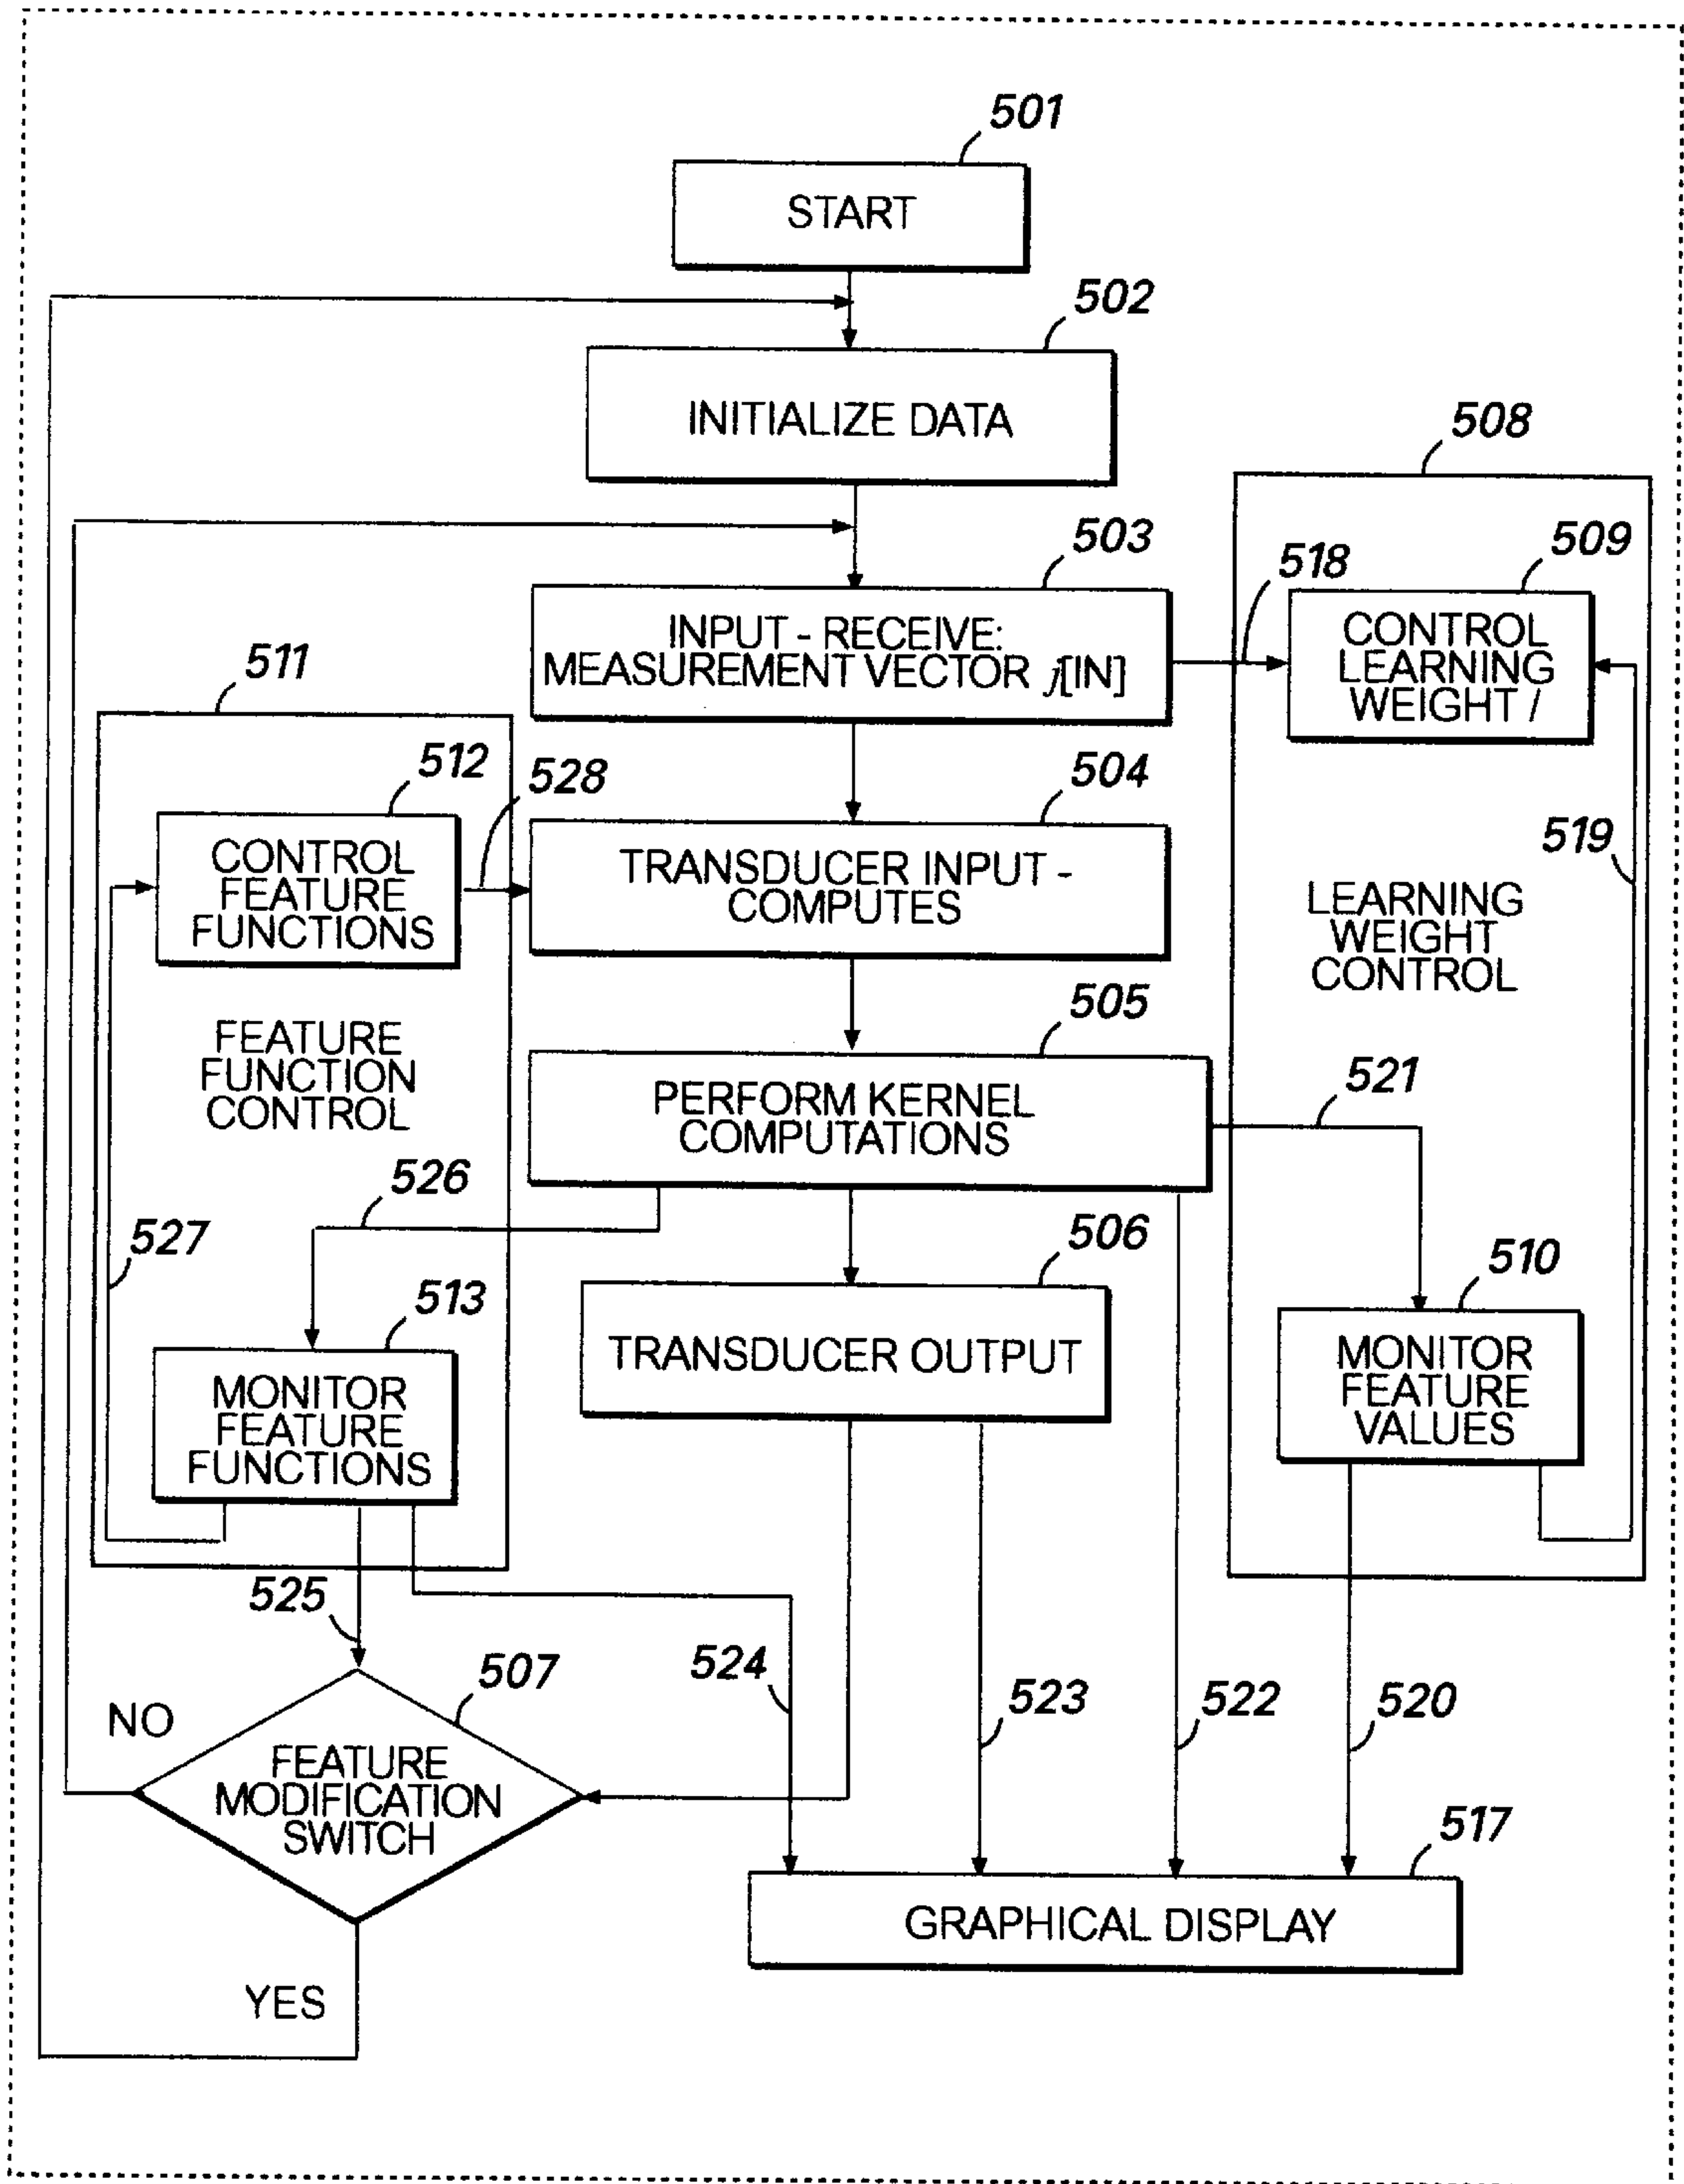 501
START
502
INITIALIZE DATA
508
503
518
509
INPUT - RECEIVE:
MEASUREMENT VECTOR j[IN]
CONTROL
LEARNING
WEIGHT l
511
512
528
504
519
CONTROL
FEATURE
FUNCTIONS
TRANSDUCER INPUT -
COMPUTES
LEARNING
WEIGHT
CONTROL
FEATURE
FUNCTION
CONTROL
505
PERFORM KERNEL
COMPUTATIONS
521
526
527
506
510
513
TRANSDUCER OUTPUT
MONITOR
FEATURE
VALUES
MONITOR
FEATURE
FUNCTIONS
525
507
524
523
522
520
NO
FEATURE
MODIFICATION
SWITCH
517
GRAPHICAL DISPLAY
YES